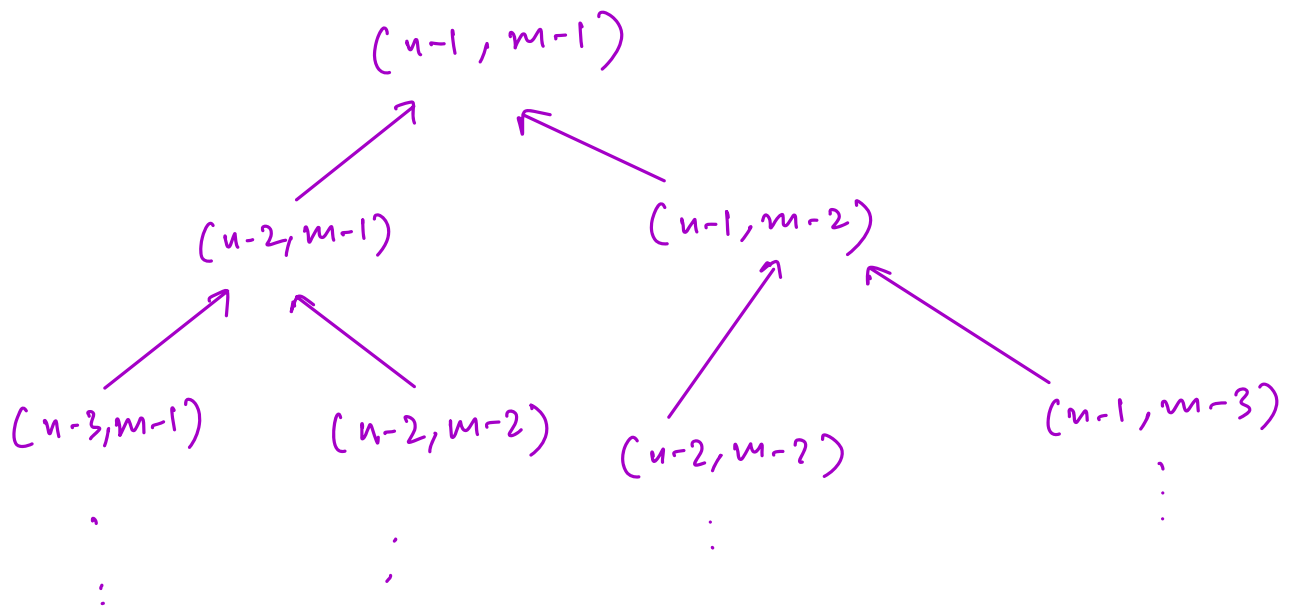 (n-1, m-1)
(n-2, m-1) (n-1, m-2)
(n-3, m-1) (n-2, m-2) (n-2, m-2) (n-1, m-3)